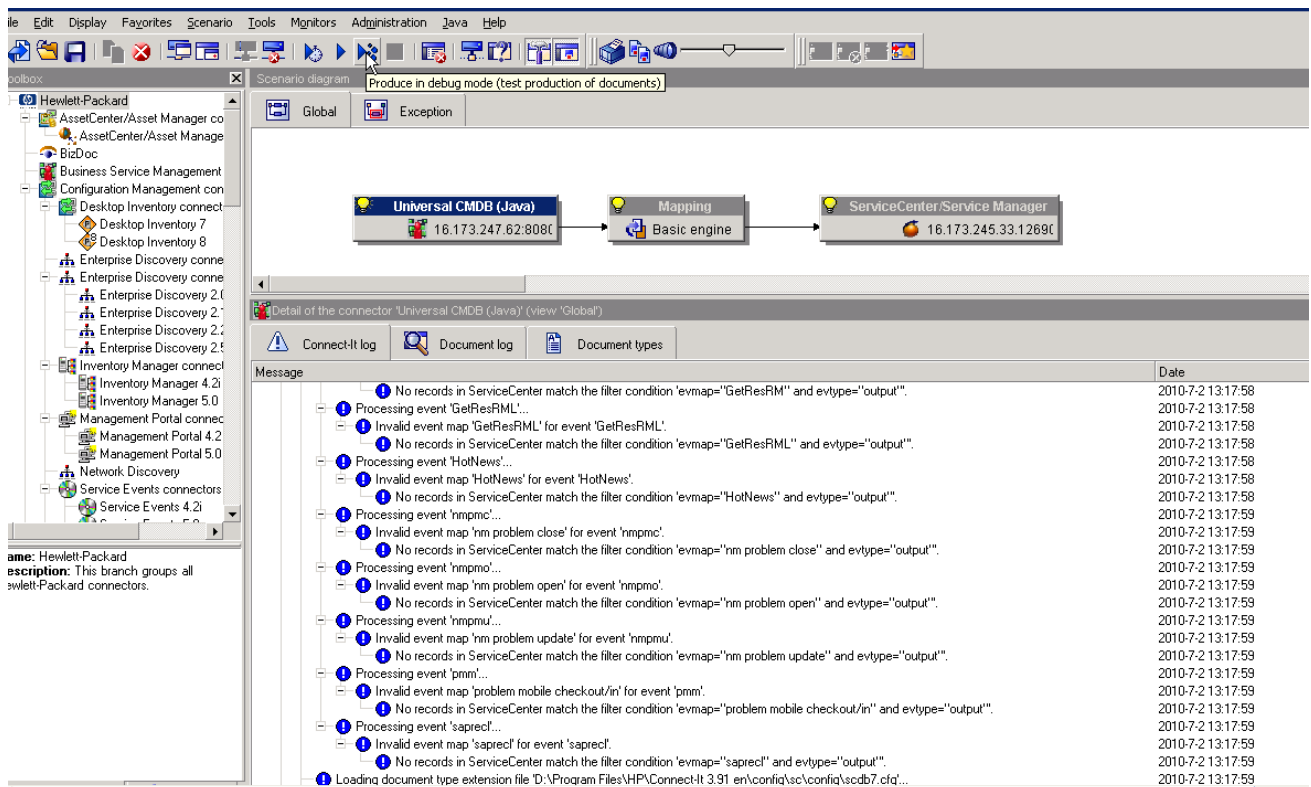 ile Edit Display Favorites Scenario Tools Monitors Administration Java Help
oolbox
Scenario diagram
Produce in debug mode (test production of documents)
Hewlett-Packard
AssetCenter/Asset Manager co
AssetCenter/Asset Manage
BizDoc
Business Service Management
Configuration Management con
Desktop Inventory connect
Desktop Inventory 7
Desktop Inventory 8
Enterprise Discovery conne
Enterprise Discovery conne
Enterprise Discovery 2.0
Enterprise Discovery 2.1
Enterprise Discovery 2.2
Enterprise Discovery 2.5
Inventory Manager connect
Inventory Manager 4.2i
Inventory Manager 5.0
Management Portal connec
Management Portal 4.2
Management Portal 5.0
Network Discovery
Service Events connectors
Service Events 4.2i
ame: Hewlett-Packard
escription: This branch groups all
ewlett-Packard connectors.
Global Exception
Universal CMDB (Java)
16.173.247.62:8080
Mapping
Basic engine
ServiceCenter/Service Manager
16.173.245.33.12690
Detail of the connector 'Universal CMDB (Java)' (view 'Global')
Connect-It log Document log Document types
Message Date
No records in ServiceCenter match the filter condition 'evmap="GetResRM" and evtype="output"'. 2010-7-2 13:17:58
Processing event 'GetResRML'... 2010-7-2 13:17:58
Invalid event map 'GetResRML' for event 'GetResRML'. 2010-7-2 13:17:58
No records in ServiceCenter match the filter condition 'evmap="GetResRML" and evtype="output"'. 2010-7-2 13:17:58
Processing event 'HotNews'... 2010-7-2 13:17:58
Invalid event map 'HotNews' for event 'HotNews'. 2010-7-2 13:17:58
No records in ServiceCenter match the filter condition 'evmap="HotNews" and evtype="output"'. 2010-7-2 13:17:58
Processing event 'nmpmc'... 2010-7-2 13:17:59
Invalid event map 'nm problem close' for event 'nmpmc'. 2010-7-2 13:17:59
No records in ServiceCenter match the filter condition 'evmap="nm problem close" and evtype="output"'. 2010-7-2 13:17:59
Processing event 'nmpmo'... 2010-7-2 13:17:59
Invalid event map 'nm problem open' for event 'nmpmo'. 2010-7-2 13:17:59
No records in ServiceCenter match the filter condition 'evmap="nm problem open" and evtype="output"'. 2010-7-2 13:17:59
Processing event 'nmpmu'... 2010-7-2 13:17:59
Invalid event map 'nm problem update' for event 'nmpmu'. 2010-7-2 13:17:59
No records in ServiceCenter match the filter condition 'evmap="nm problem update" and evtype="output"'. 2010-7-2 13:17:59
Processing event 'pmm'... 2010-7-2 13:17:59
Invalid event map 'problem mobile checkout/in' for event 'pmm'. 2010-7-2 13:17:59
No records in ServiceCenter match the filter condition 'evmap="problem mobile checkout/in" and evtype="output"'. 2010-7-2 13:17:59
Processing event 'saprecl'... 2010-7-2 13:17:59
Invalid event map 'saprecl' for event 'saprecl'. 2010-7-2 13:17:59
No records in ServiceCenter match the filter condition 'evmap="saprecl" and evtype="output"'. 2010-7-2 13:17:59
Loading document type extension file 'D:\Program Files\HP\Connect-It 3.91 en\config\sc\config\scdb7.cfg'... 2010-7-2 13:17:59